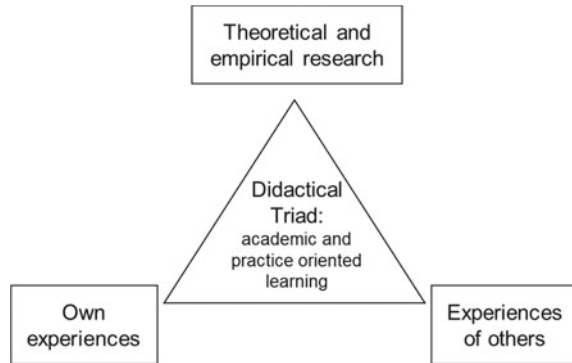 Theoretical and
empirical research
Didactical
Triad:
academic and
practice oriented
learning
Own
experiences
Experiences
of others